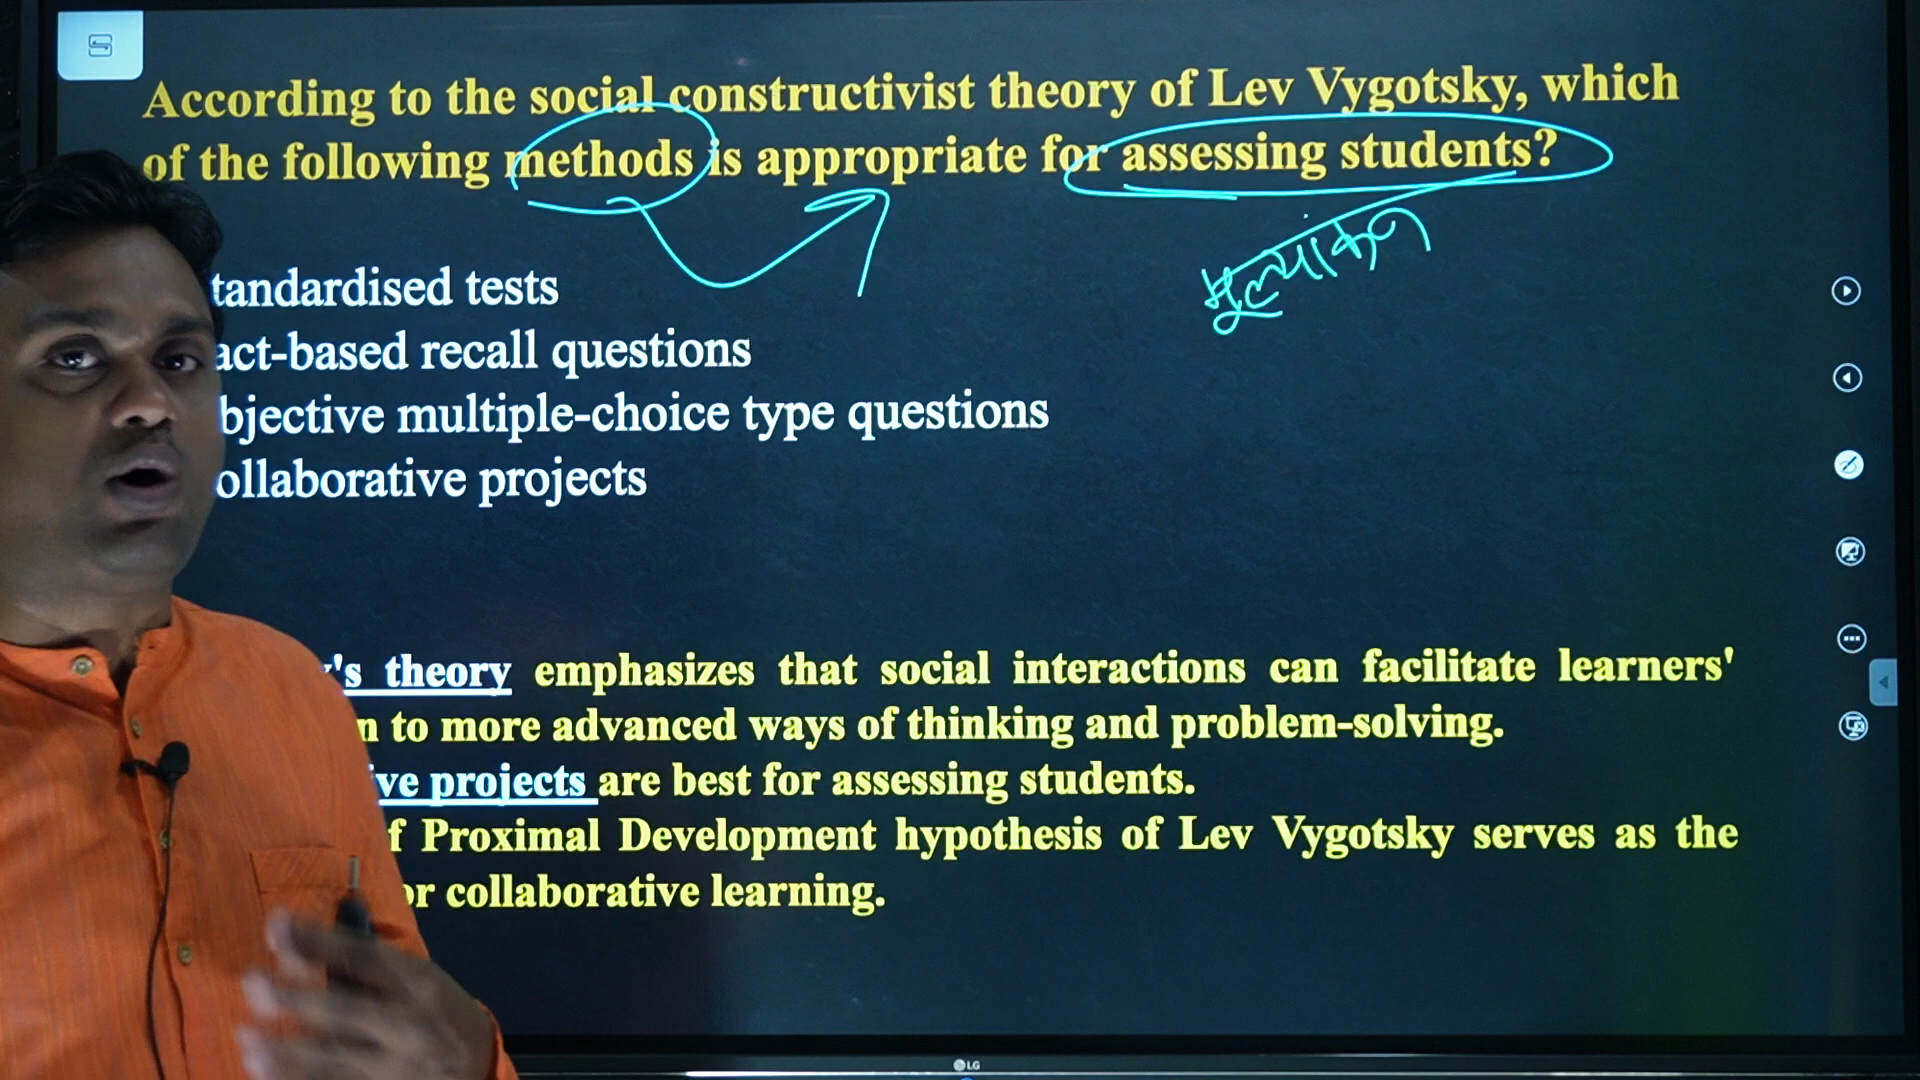 According to the social constructivist theory of Lev Vygotsky, which
of the following methods is appropriate for assessing students?
मूल्यांकन
tandardised tests
act-based recall questions
bjective multiple-choice type questions
ollaborative projects
's theory emphasizes that social interactions can facilitate learners'
n to more advanced ways of thinking and problem-solving.
ve projects are best for assessing students.
f Proximal Development hypothesis of Lev Vygotsky serves as the
or collaborative learning.
LG